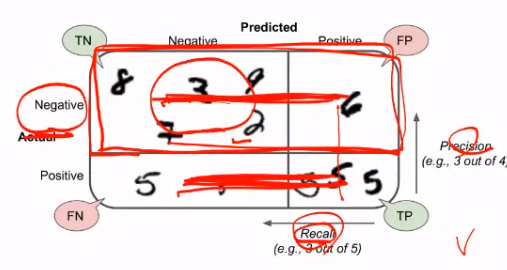 Predicted
TN Negative Positive FP
8 3 9
Negative 6
7 2
Actual
Precision
(e.g., 3 out of 4)
Positive 5 5 5
FN TP
Recall
(e.g., 3 out of 5)